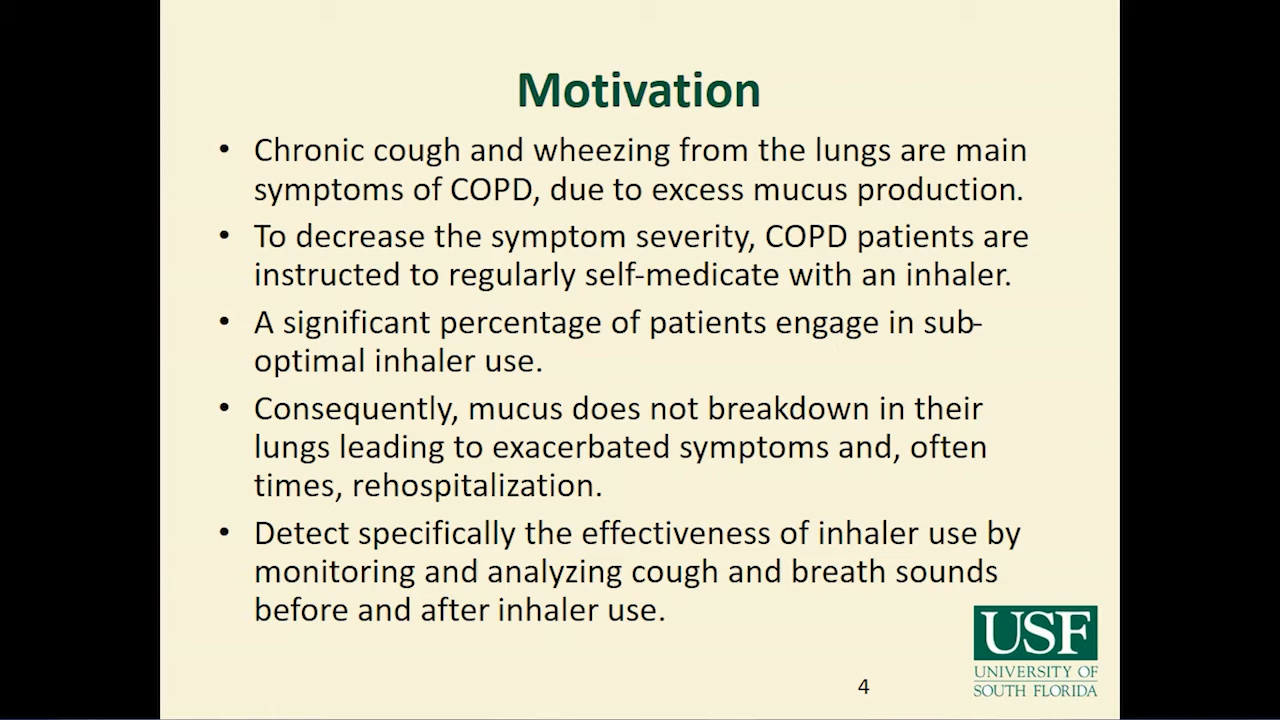 Motivation
• Chronic cough and wheezing from the lungs are main
symptoms of COPD, due to excess mucus production.
• To decrease the symptom severity, COPD patients are
instructed to regularly self-medicate with an inhaler.
• A significant percentage of patients engage in sub-
optimal inhaler use.
• Consequently, mucus does not breakdown in their
lungs leading to exacerbated symptoms and, often
times, rehospitalization.
• Detect specifically the effectiveness of inhaler use by
monitoring and analyzing cough and breath sounds
before and after inhaler use.
USF
UNIVERSITY OF
SOUTH FLORIDA
4